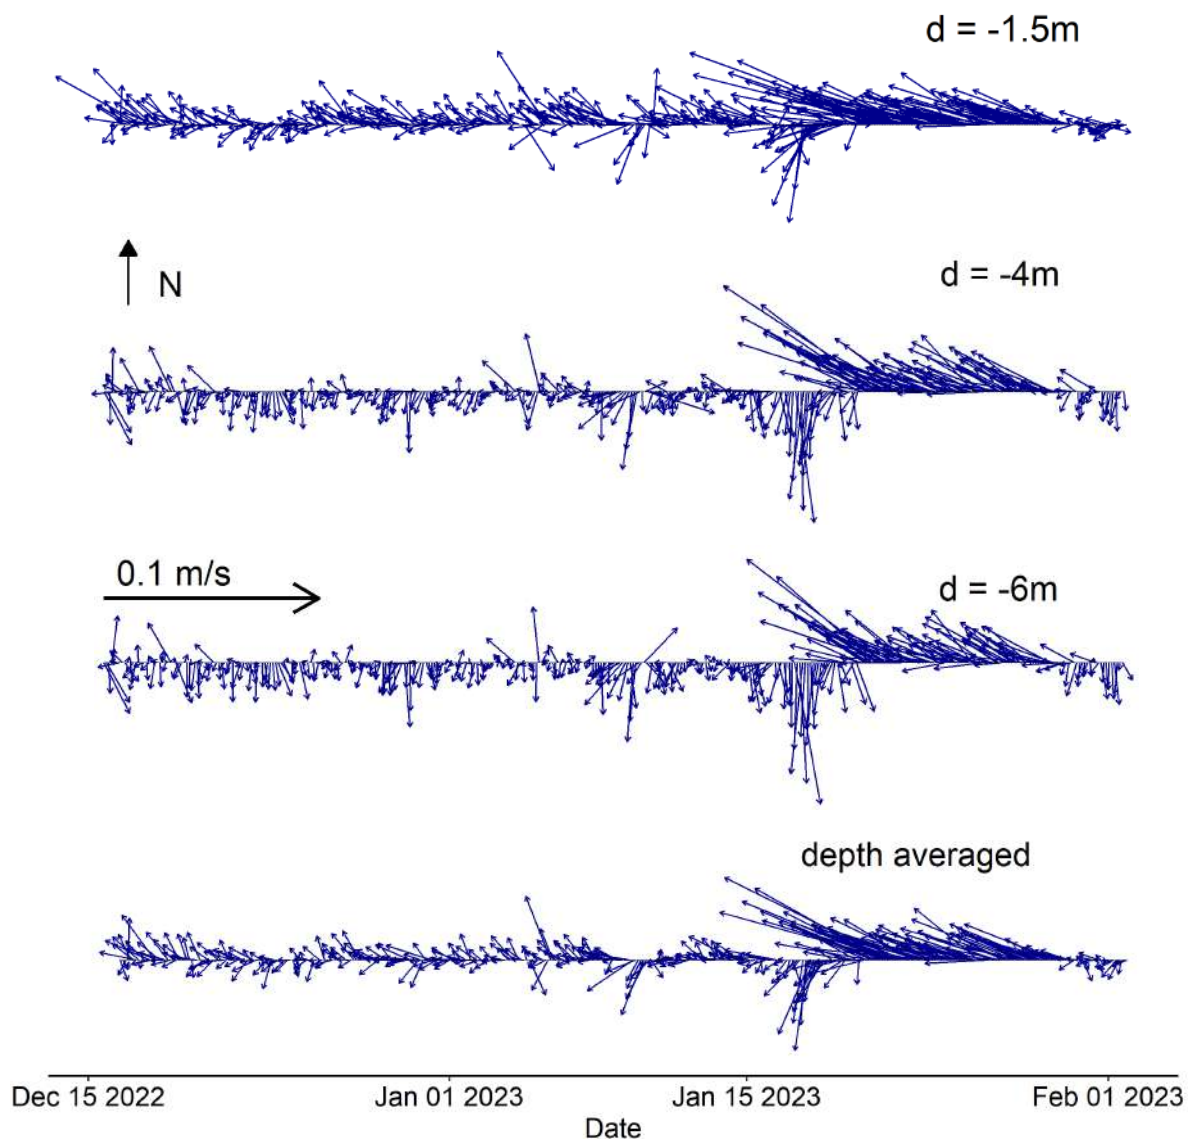 d = -1.5m
N
d = -4m
0.1 m/s
d = -6m
depth averaged
Dec 15 2022 Jan 01 2023 Jan 15 2023 Feb 01 2023
Date